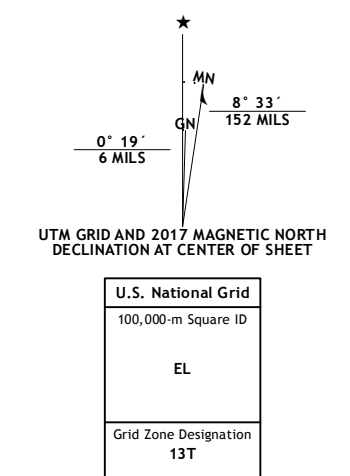 ★
MN
GN
8° 33´
152 MILS
0° 19´
6 MILS
UTM GRID AND 2017 MAGNETIC NORTH
DECLINATION AT CENTER OF SHEET
U.S. National Grid
100,000-m Square ID
EL
Grid Zone Designation
13T